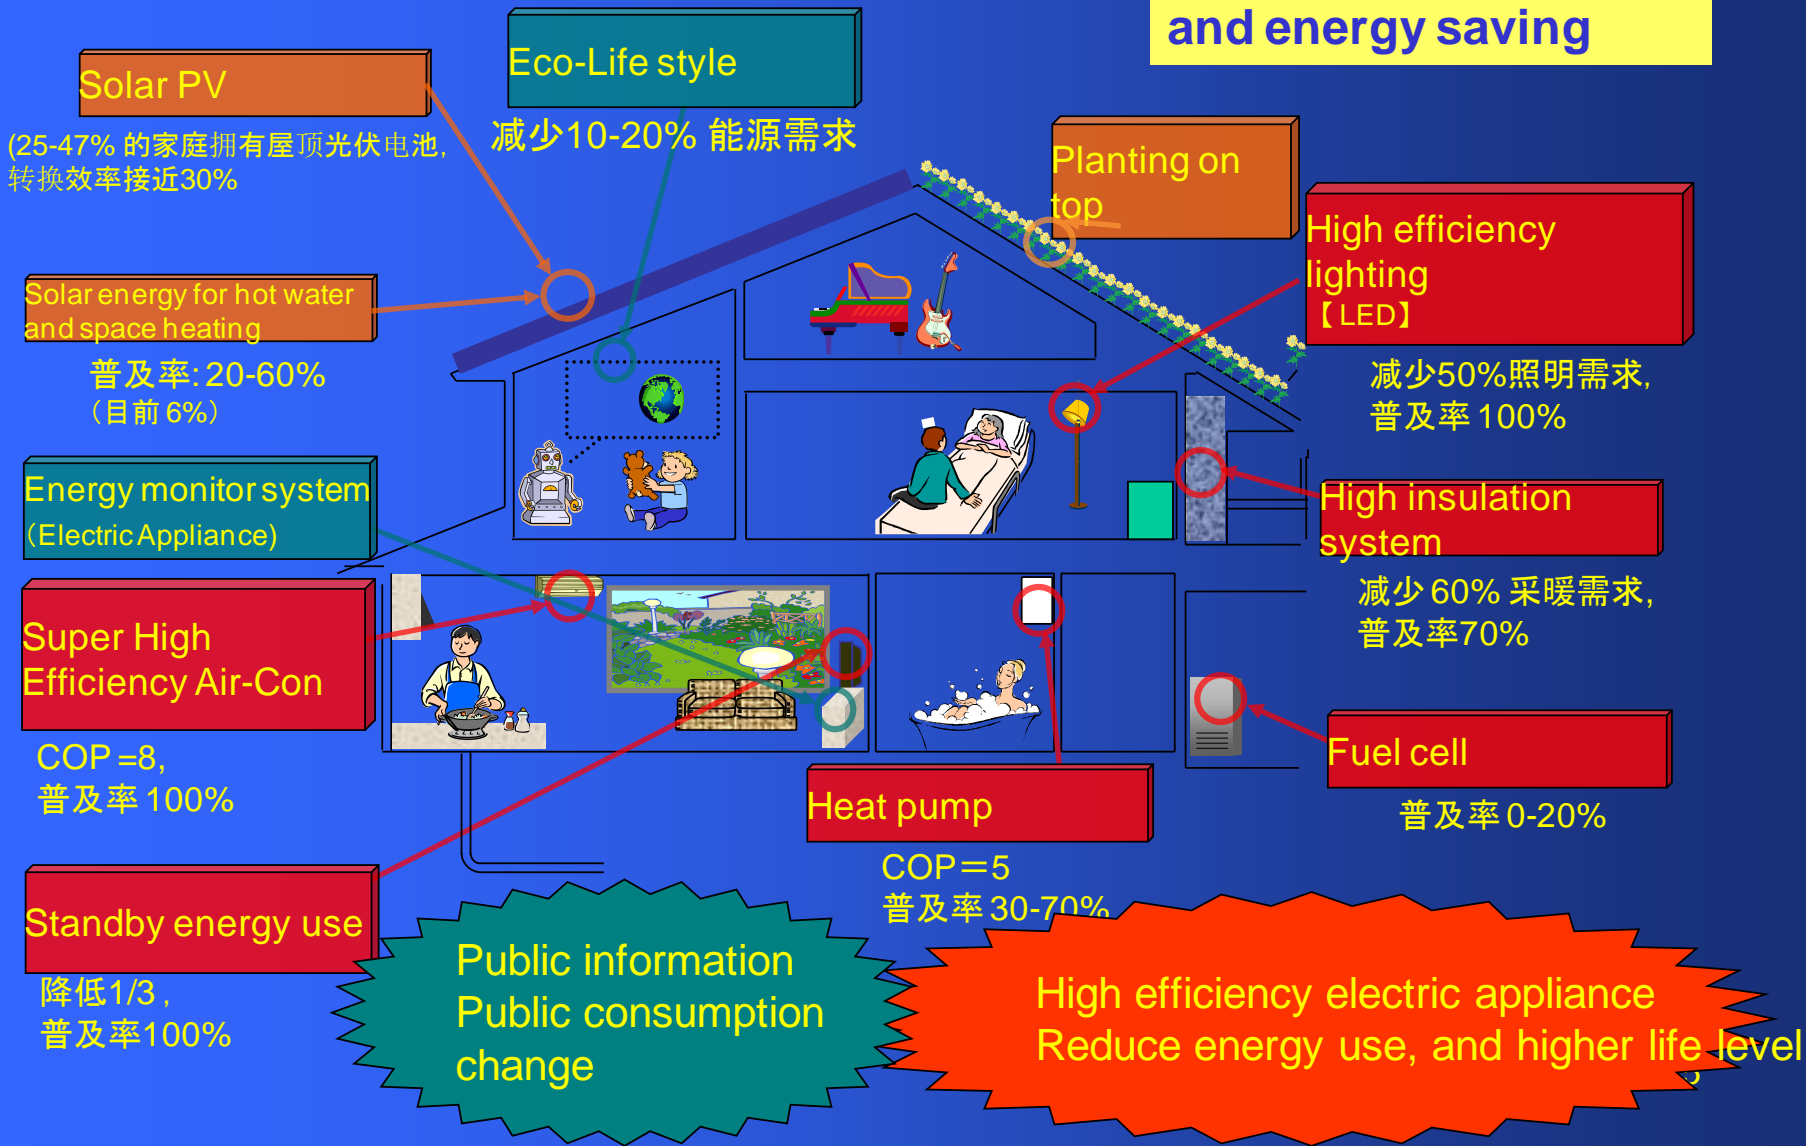 and energy saving
Eco-Life style
减少10-20% 能源需求
Solar PV
(25-47% 的家庭拥有屋顶光伏电池,
转换效率接近30%
Planting on
top
High efficiency
lighting
【LED】
减少50%照明需求,
普及率 100%
Solar energy for hot water
and space heating
普及率: 20-60%
（目前 6%）
Energy monitor system
（Electric Appliance)
High insulation
system
减少 60% 采暖需求,
普及率70%
Super High
Efficiency Air-Con
COP =8,
普及率 100%
Fuel cell
普及率 0-20%
Heat pump
COP＝5
普及率 30-70%
Standby energy use
降低1/3 ,
普及率100%
Public information
Public consumption
change
High efficiency electric appliance
Reduce energy use, and higher life level